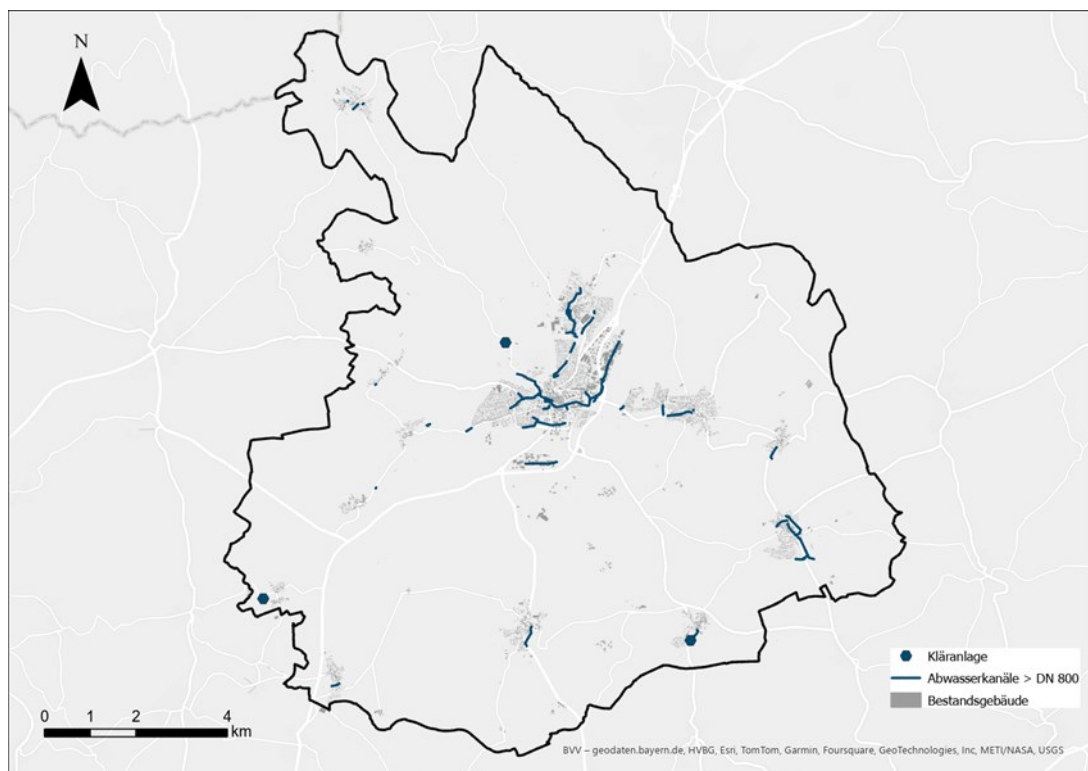 N
Kläranlage
Abwasserkanäle > DN 800
Bestandsgebäude
0 1 2 4
km
BVV – geodaten.bayern.de, HVBG, Esri, TomTom, Garmin, Foursquare, GeoTechnologies, Inc, METI/NASA, USGS